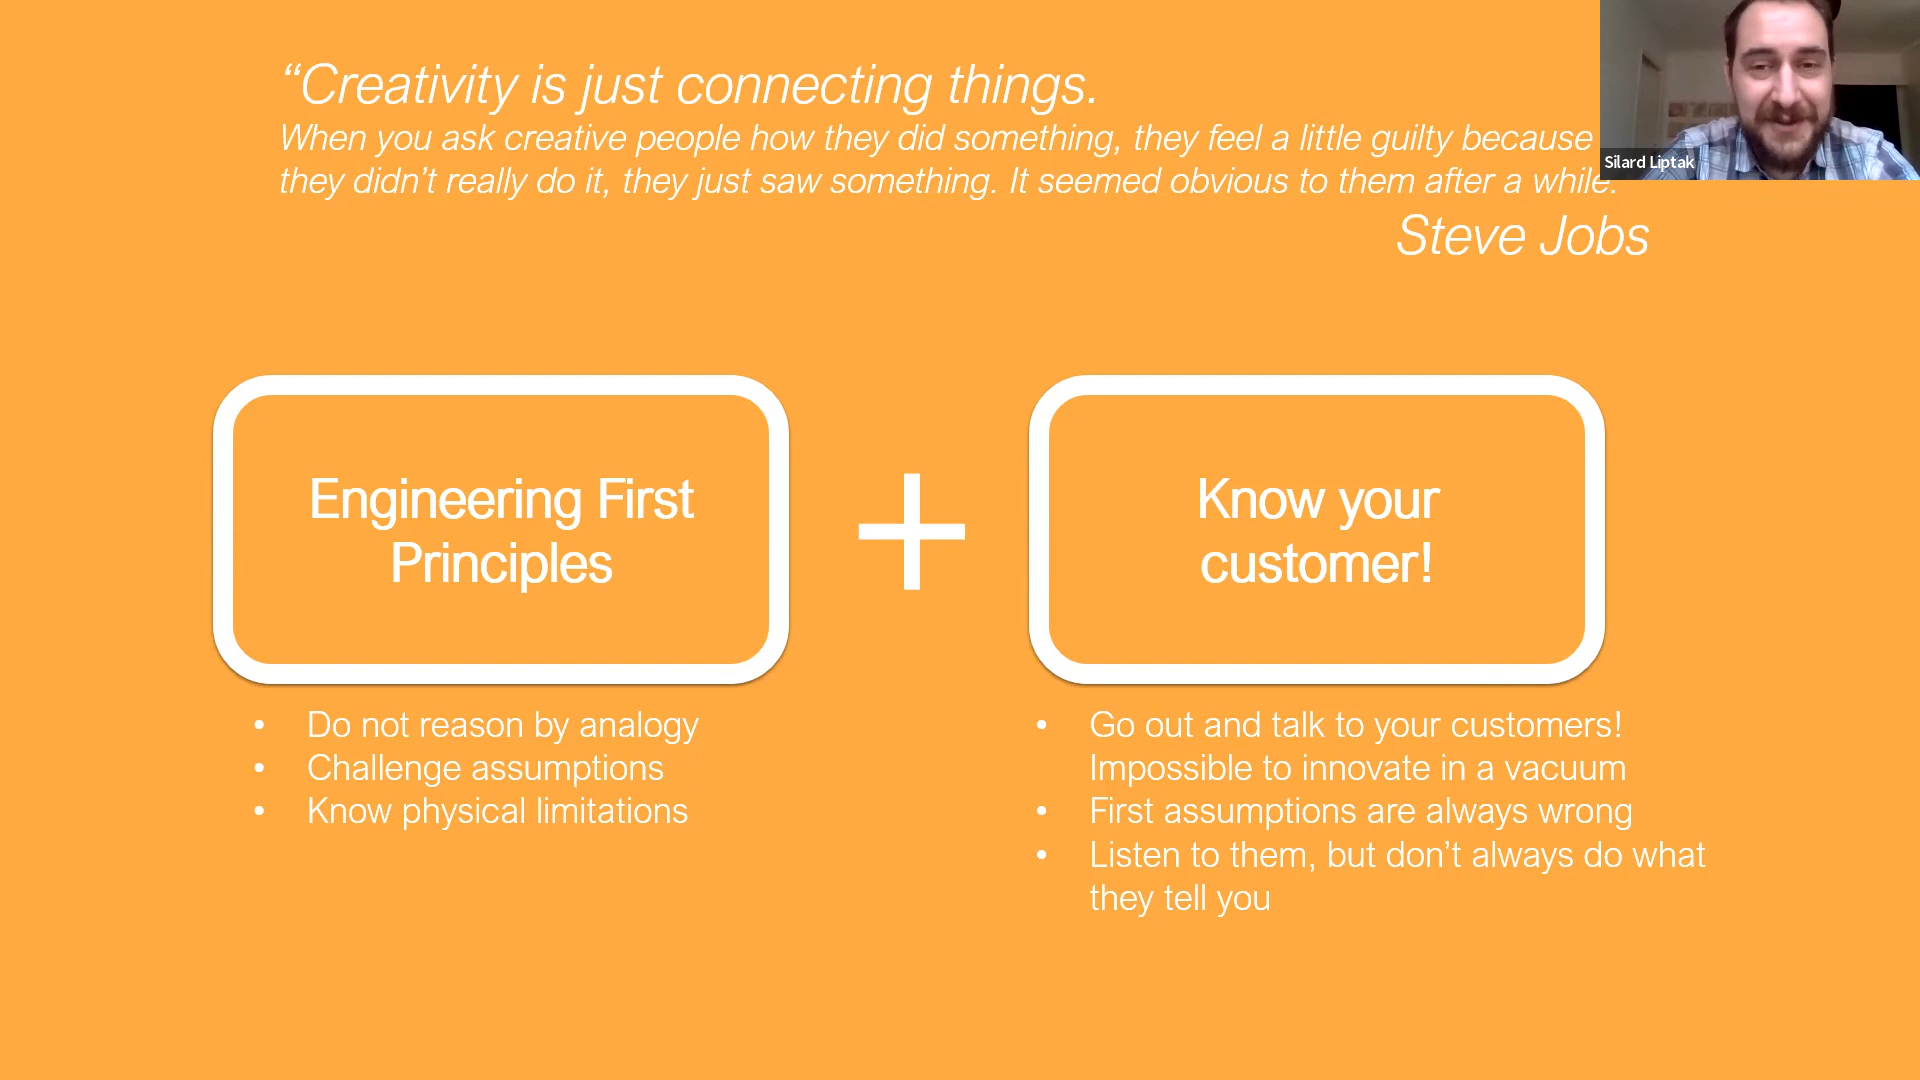 “Creativity is just connecting things.
When you ask creative people how they did something, they feel a little guilty because
they didn’t really do it, they just saw something. It seemed obvious to them after a while.
Steve Jobs
Silard Liptak
Engineering First
Principles
+
Know your
customer!
• Do not reason by analogy
• Challenge assumptions
• Know physical limitations
• Go out and talk to your customers!
Impossible to innovate in a vacuum
• First assumptions are always wrong
• Listen to them, but don’t always do what
they tell you